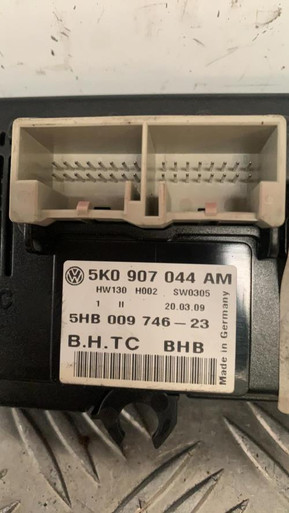 5K0 907 044 AM
HW130 H002 SW0305
1 II 20.03.09
5HB 009 746-23
B.H.TC BHB
Made in Germany